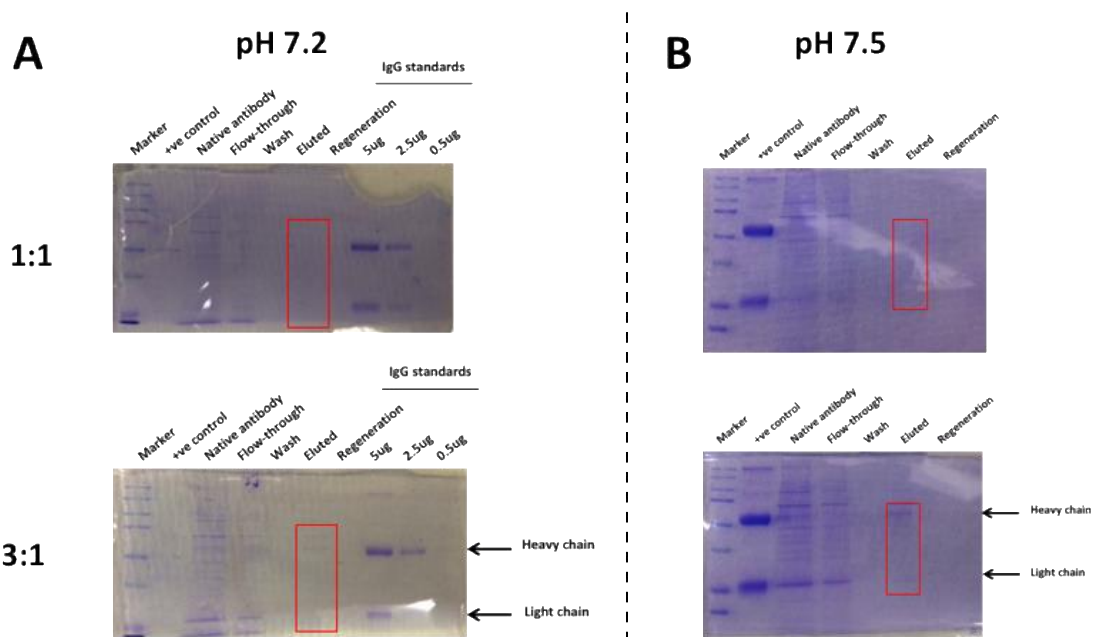 A
pH 7.2
IgG standards
Marker
+ve control
Native antibody
Flow-through
Wash
Eluted
Regeneration
5ug
2.5ug
0.5ug
1:1
IgG standards
Marker
+ve control
Native antibody
Flow-through
Wash
Eluted
Regeneration
5ug
2.5ug
0.5ug
3:1
Heavy chain
Light chain
B
pH 7.5
Marker
+ve control
Native antibody
Flow-through
Wash
Eluted
Regeneration
Marker
+ve control
Native antibody
Flow-through
Wash
Eluted
Regeneration
Heavy chain
Light chain